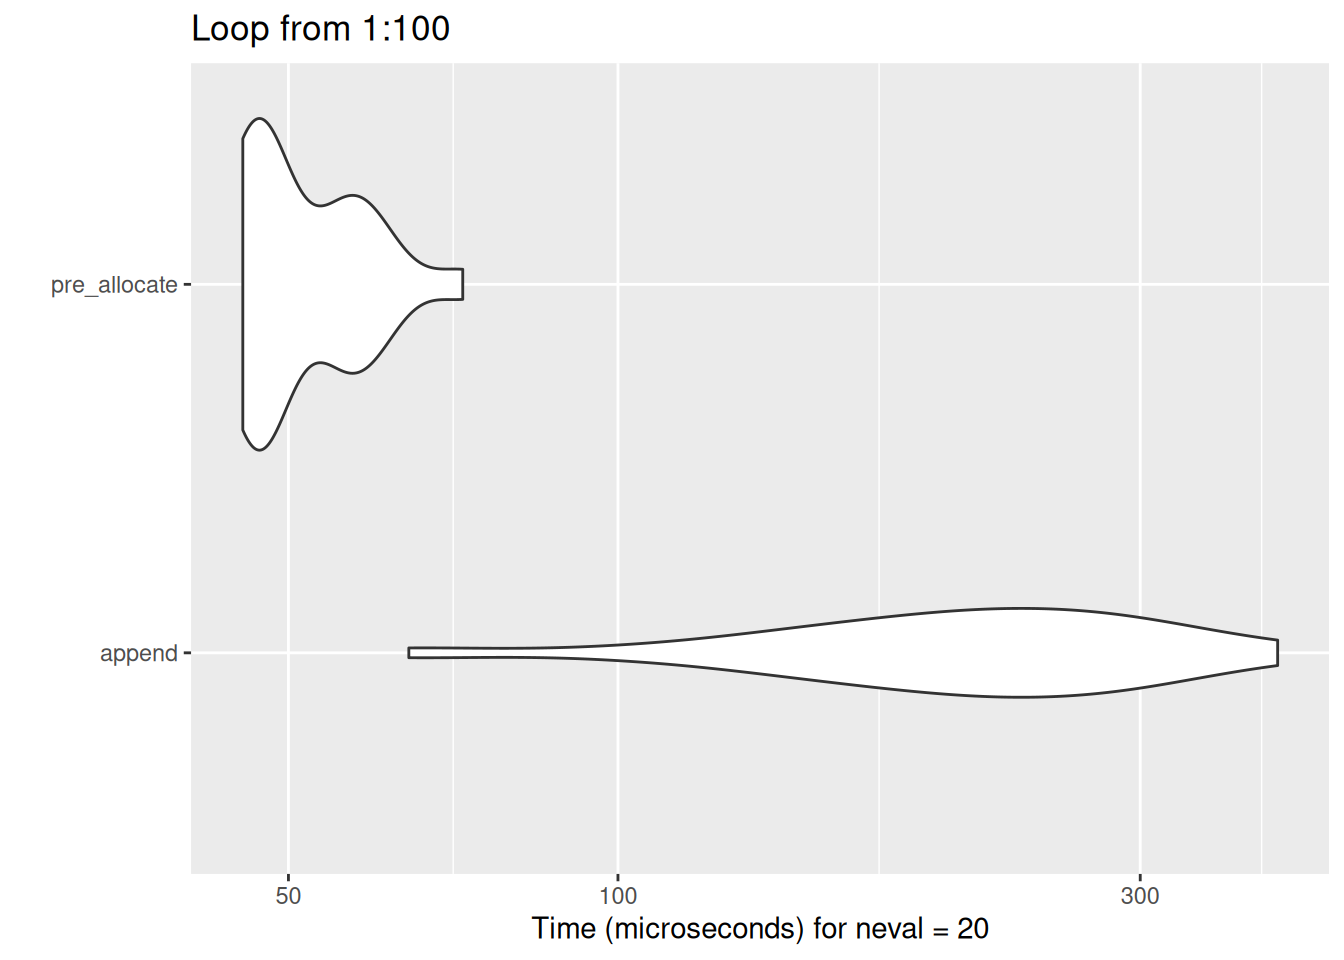 Loop from 1:100
pre_allocate
append
50
100
300
Time (microseconds) for neval = 20